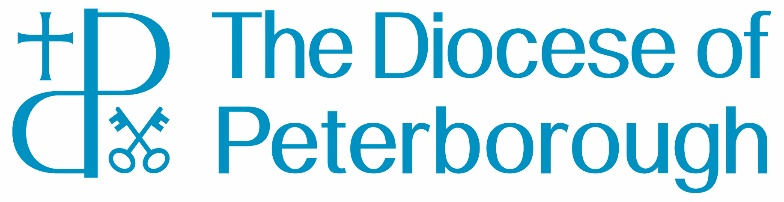 The Diocese of
Peterborough